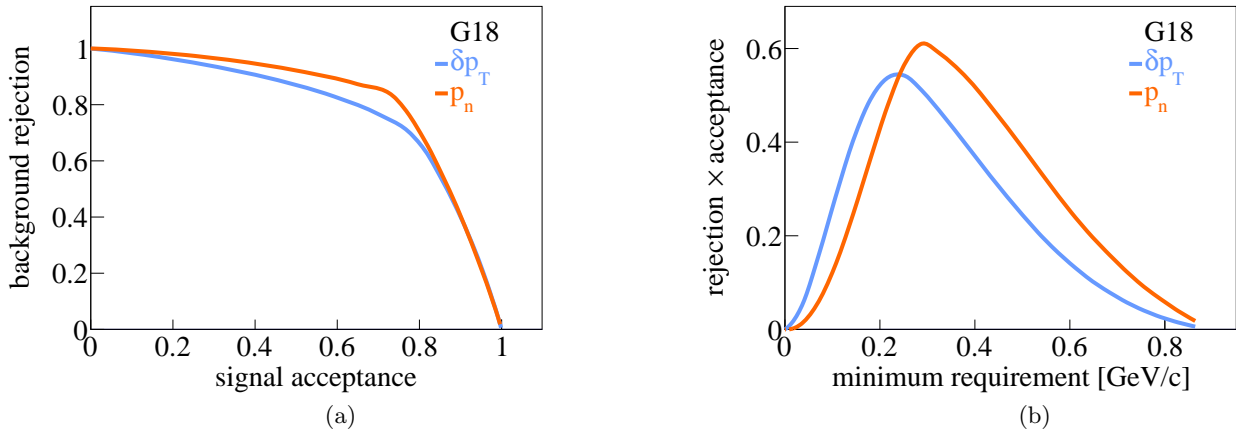 G18
δp_T
p_n
background rejection
1
0.8
0.6
0.4
0.2
0
0 0.2 0.4 0.6 0.8 1
signal acceptance
(a)
G18
δp_T
p_n
rejection × acceptance
0.6
0.4
0.2
0
0 0.2 0.4 0.6 0.8
minimum requirement [GeV/c]
(b)